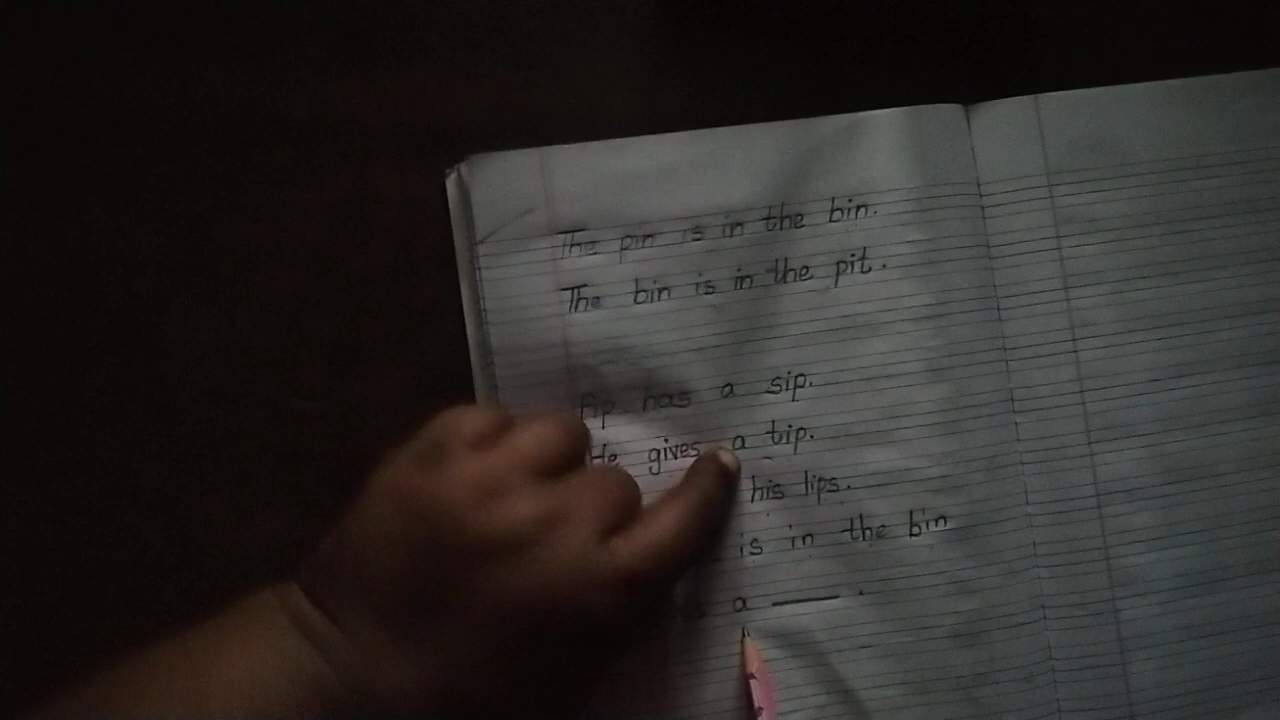 The pin is in the bin.
The bin is in the pit.
has a sip.
He gives a tip.
his lips.
is in the bin
a ____.